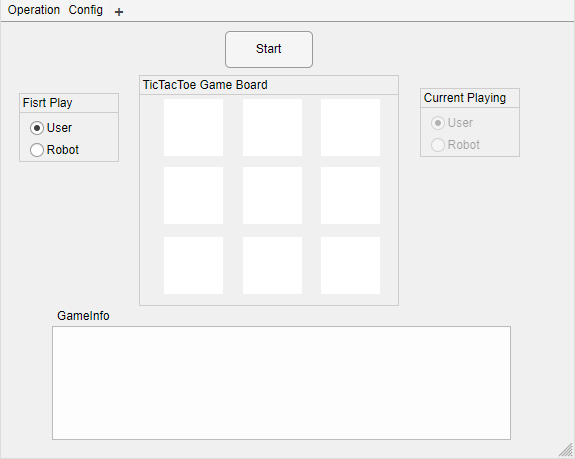 Operation Config +
Start
TicTacToe Game Board
Fisrt Play
User
Robot
Current Playing
User
Robot
GameInfo